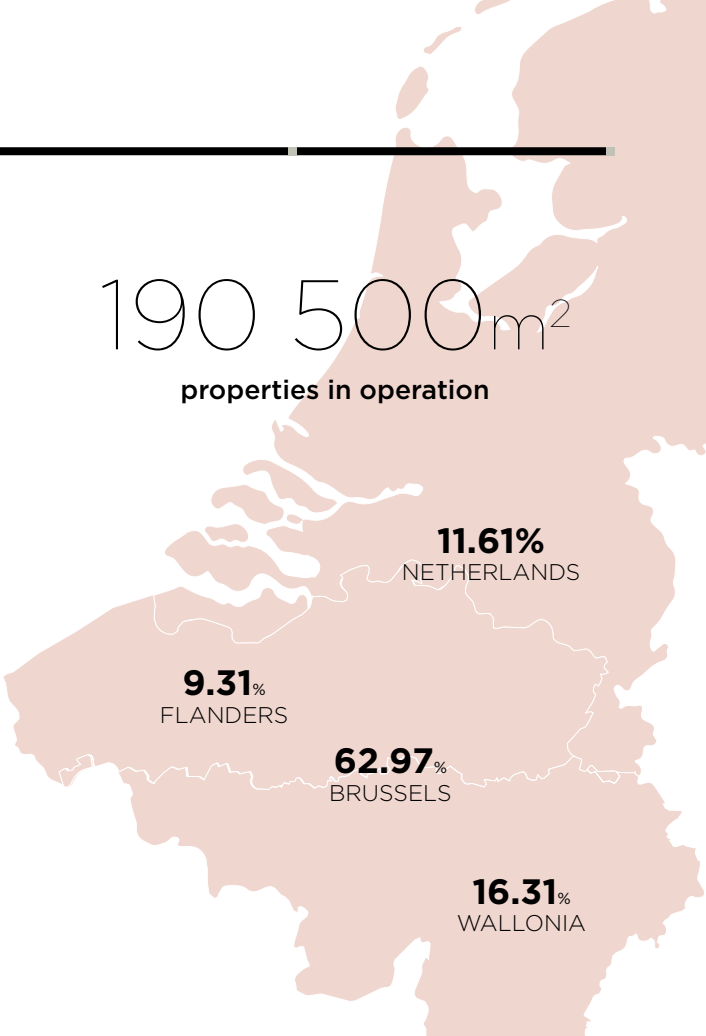 190 500m²
properties in operation
11.61%
NETHERLANDS
9.31%
FLANDERS
62.97%
BRUSSELS
16.31%
WALLONIA